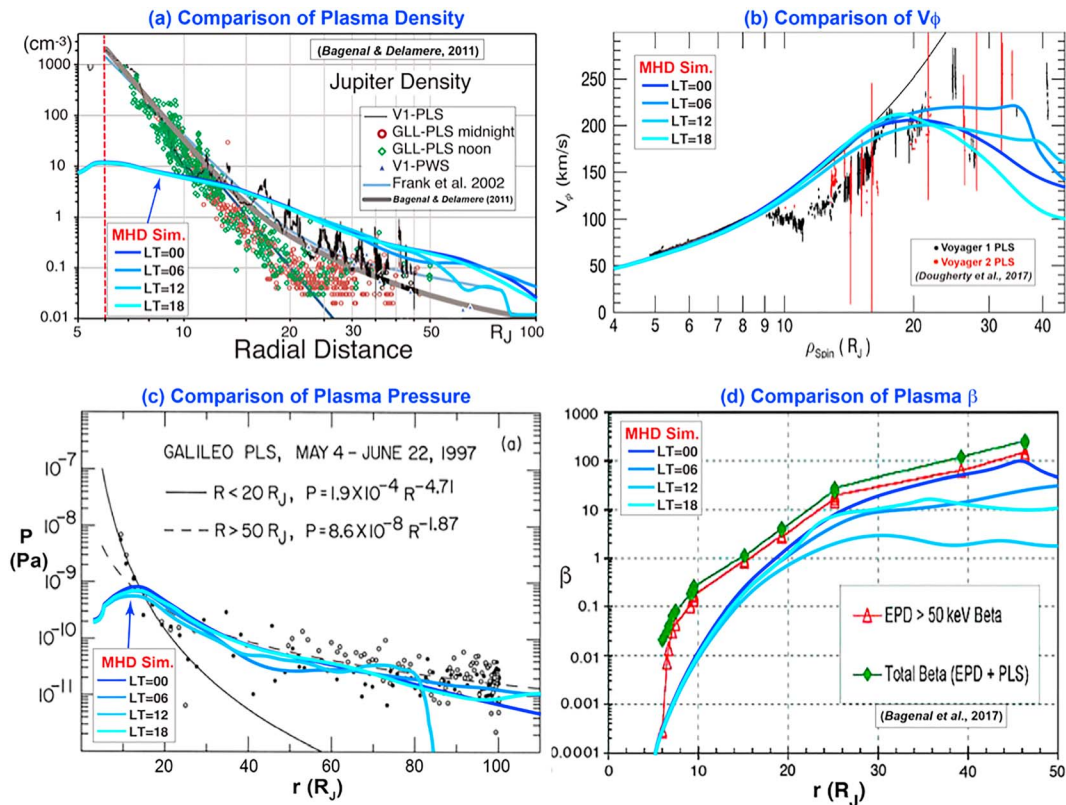 (a) Comparison of Plasma Density
(cm-3)
(Bagenal & Delamere, 2011)
Jupiter Density
V1-PLS
GLL-PLS midnight
GLL-PLS noon
V1-PWS
Frank et al. 2002
Bagenal & Delamere (2011)
1000
100
10
1
0.1
0.01
MHD Sim.
LT=00
LT=06
LT=12
LT=18
5
10
20
30
50
RJ
100
Radial Distance
(b) Comparison of Vϕ
MHD Sim.
LT=00
LT=06
LT=12
LT=18
250
200
150
100
50
0
Vϕ (km/s)
Voyager 1 PLS
Voyager 2 PLS
(Dougherty et al., 2017)
4
5
6
7
8
9
10
20
30
40
ρSpin (RJ)
(c) Comparison of Plasma Pressure
(a)
GALILEO PLS, MAY 4 – JUNE 22, 1997
R < 20 RJ, P = 1.9X10-4 R-4.71
R > 50 RJ, P = 8.6X10-8 R-1.87
10-7
10-8
10-9
10-10
10-11
P
(Pa)
MHD Sim.
LT=00
LT=06
LT=12
LT=18
0
20
40
60
80
100
r (RJ)
(d) Comparison of Plasma β
MHD Sim.
LT=00
LT=06
LT=12
LT=18
1000
100
10
1
0.1
0.01
0.001
0.0001
β
EPD > 50 keV Beta
Total Beta (EPD + PLS)
(Bagenal et al., 2017)
0
10
20
30
40
50
r (RJ)